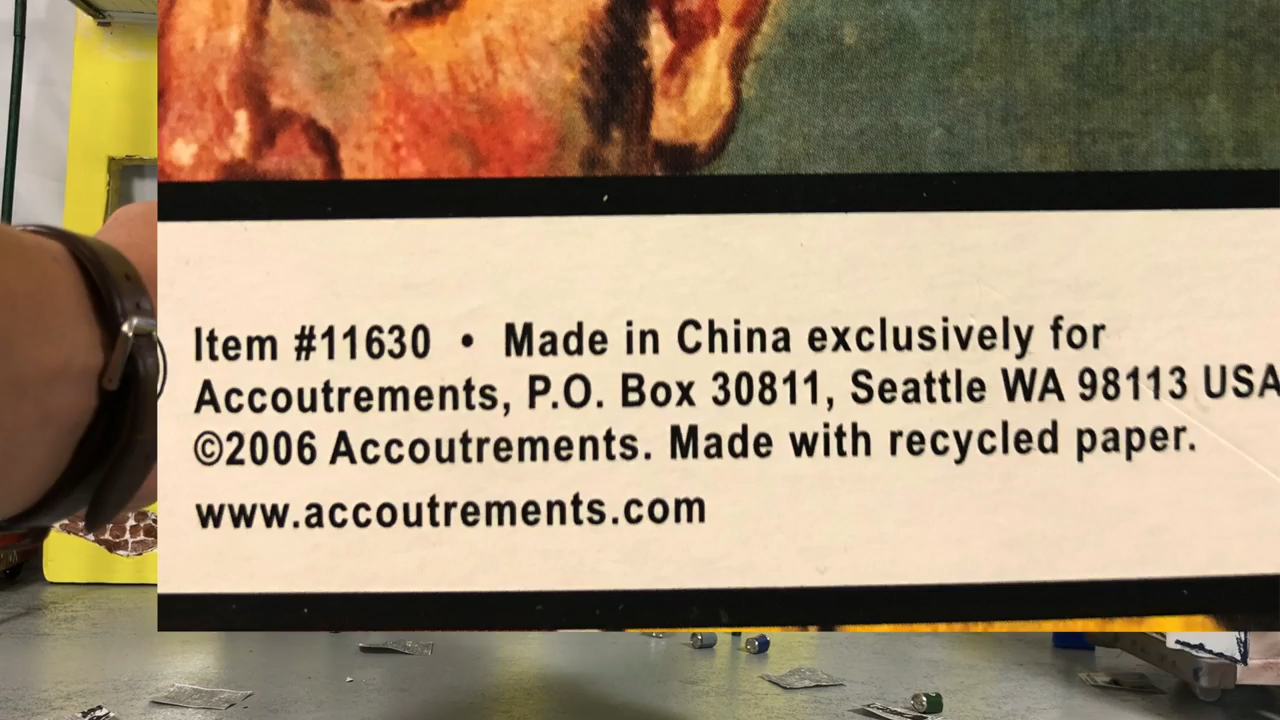 Item #11630 • Made in China exclusively for
Accoutrements, P.O. Box 30811, Seattle WA 98113 USA
©2006 Accoutrements. Made with recycled paper.
www.accoutrements.com